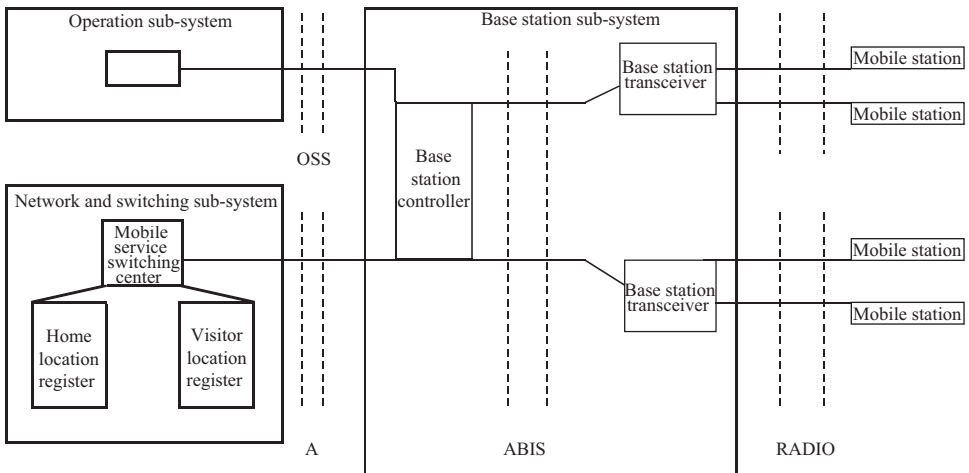 Operation sub-system
Base station sub-system
Base station
transceiver
Mobile station
Mobile station
OSS
Base
station
controller
Network and switching sub-system
Mobile
service
switching
center
Home
location
register
Visitor
location
register
Base station
transceiver
Mobile station
Mobile station
A
ABIS
RADIO